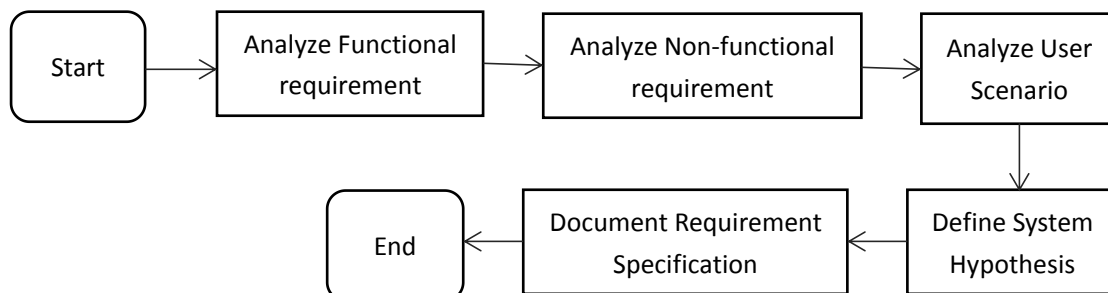 Start
Analyze Functional
requirement
Analyze Non-functional
requirement
Analyze User
Scenario
Define System
Hypothesis
Document Requirement
Specification
End